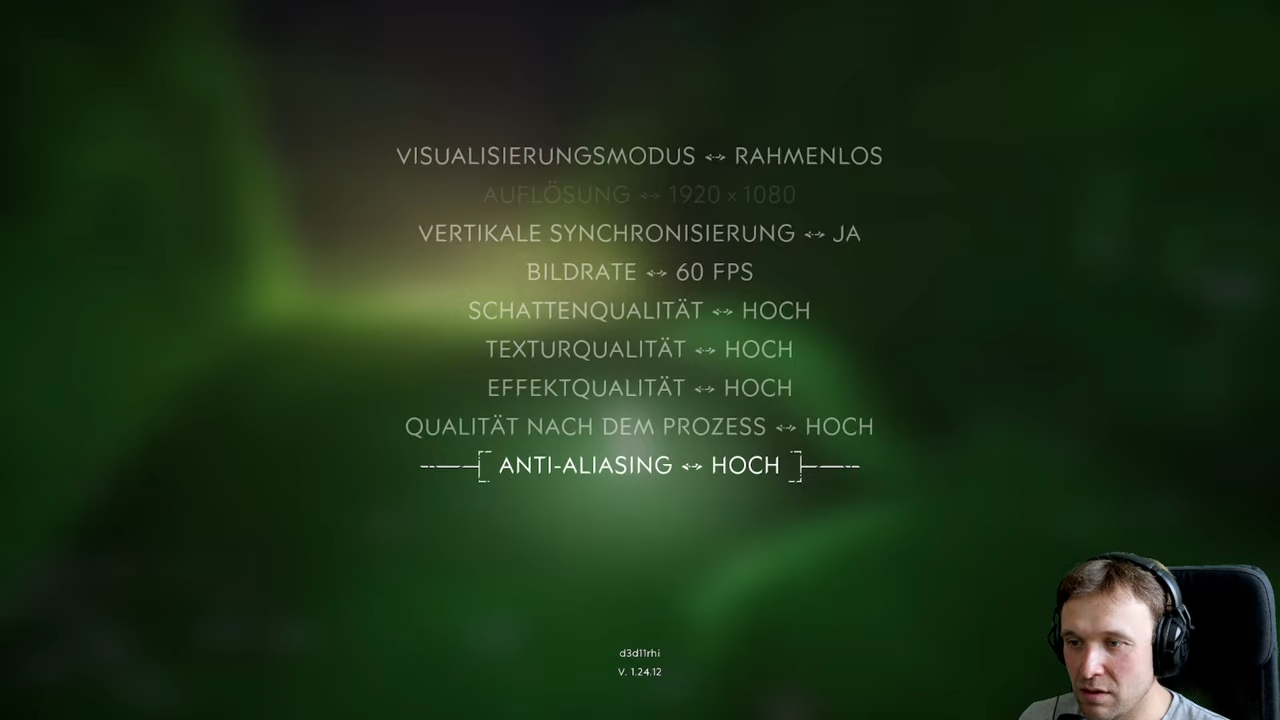 VISUALISIERUNGSMODUS ↔ RAHMENLOS
AUFLÖSUNG ↔ 1920 × 1080
VERTIKALE SYNCHRONISIERUNG ↔ JA
BILDRATE ↔ 60 FPS
SCHATTENQUALITÄT ↔ HOCH
TEXTURQUALITÄT ↔ HOCH
EFFEKTQUALITÄT ↔ HOCH
QUALITÄT NACH DEM PROZESS ↔ HOCH
ANTI-ALIASING ↔ HOCH
d3d11rhi
V. 1.24.12